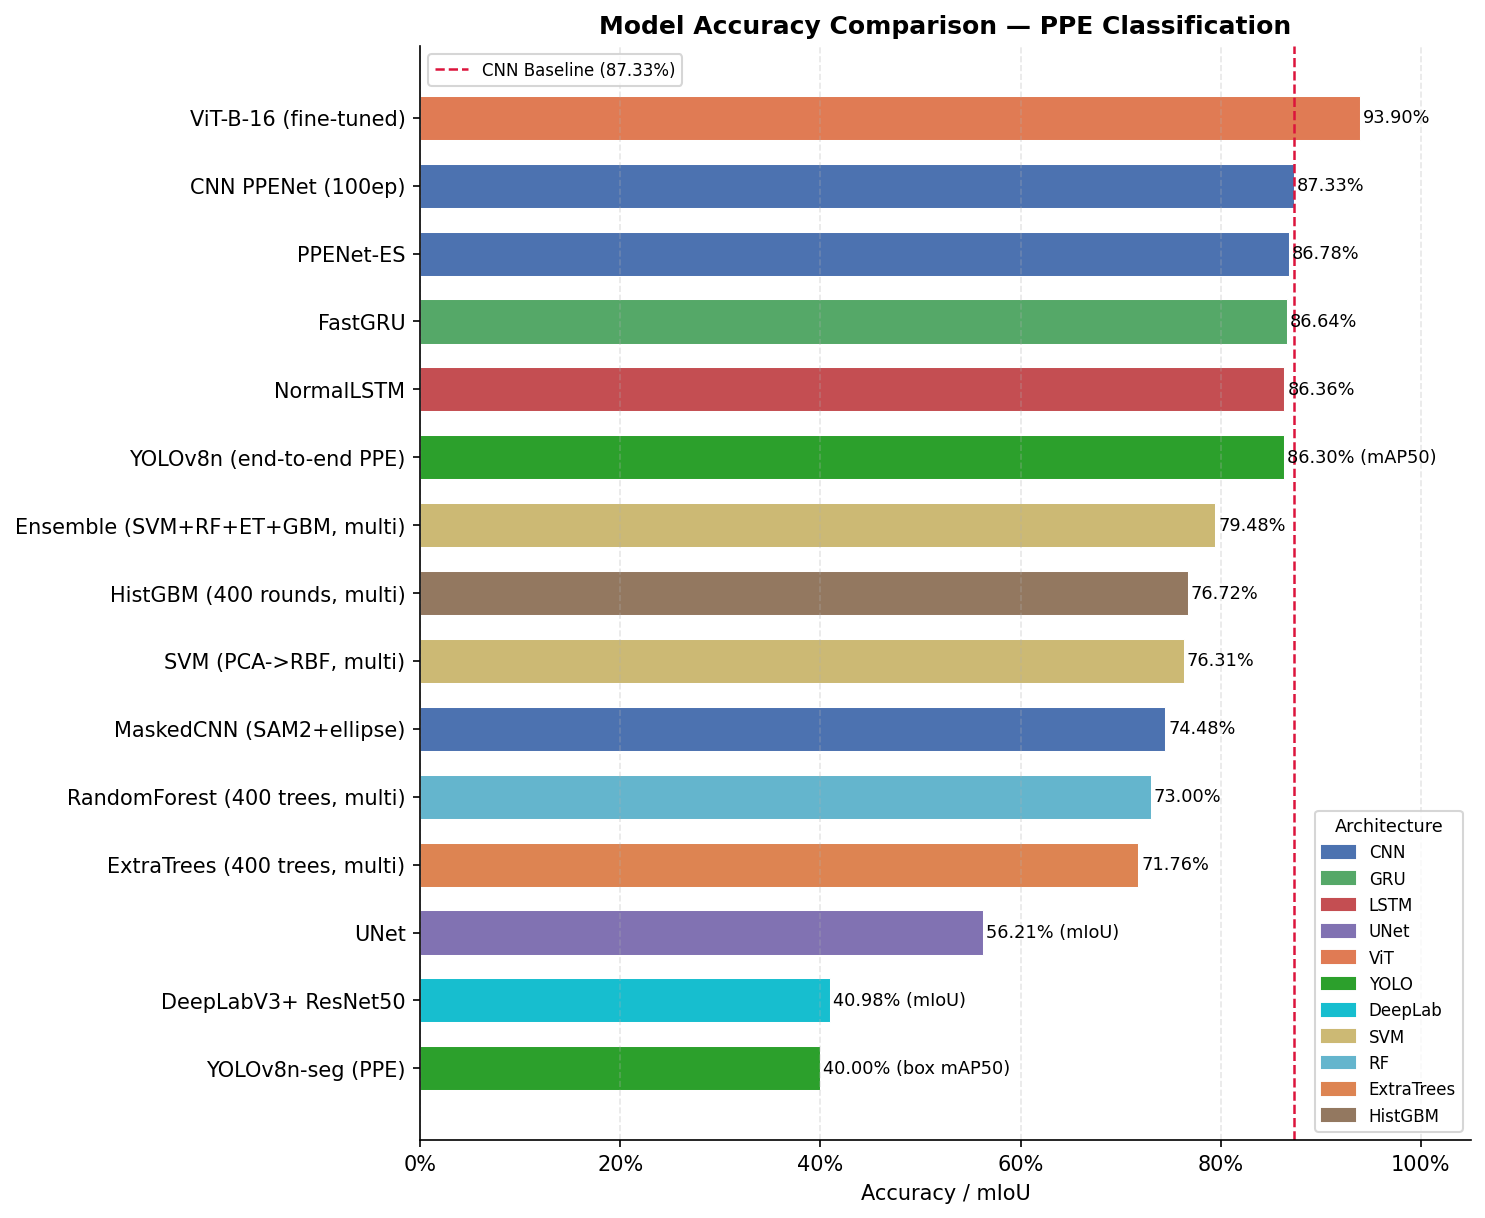 Model Accuracy Comparison — PPE Classification
CNN Baseline (87.33%)
ViT-B-16 (fine-tuned)
93.90%
CNN PPENet (100ep)
87.33%
PPENet-ES
86.78%
FastGRU
86.64%
NormalLSTM
86.36%
YOLOv8n (end-to-end PPE)
86.30% (mAP50)
Ensemble (SVM+RF+ET+GBM, multi)
79.48%
HistGBM (400 rounds, multi)
76.72%
SVM (PCA->RBF, multi)
76.31%
MaskedCNN (SAM2+ellipse)
74.48%
RandomForest (400 trees, multi)
73.00%
ExtraTrees (400 trees, multi)
71.76%
UNet
56.21% (mIoU)
DeepLabV3+ ResNet50
40.98% (mIoU)
YOLOv8n-seg (PPE)
40.00% (box mAP50)
Architecture
CNN
GRU
LSTM
UNet
ViT
YOLO
DeepLab
SVM
RF
ExtraTrees
HistGBM
0%
20%
40%
60%
80%
100%
Accuracy / mIoU